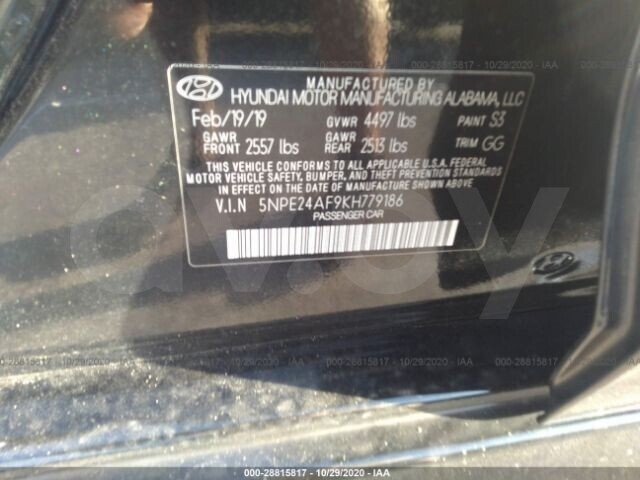 000-28815817 - 10/29/2020 - IAA
000-28815817 - 10/29/2020 - IAA
MANUFACTURED BY
HYUNDAI MOTOR MANUFACTURING ALABAMA, LLC
Feb/19/19 GVWR 4497 lbs PAINT S3
GAWR FRONT 2557 lbs GAWR REAR 2513 lbs TRIM GG
THIS VEHICLE CONFORMS TO ALL APPLICABLE U.S.A FEDERAL
MOTOR VEHICLE SAFETY, BUMPER, AND THEFT PREVENTION STANDARDS
IN EFFECT ON THE DATE OF MANUFACTURE SHOWN ABOVE.
V.I.N 5NPE24AF9KH779186
PASSENGER CAR
av.by
000-28815817 - 10/29/2020 - IAA
000-28815817 - 10/29/2020 - IAA
000-28815817 - 10/29/2020 - IAA